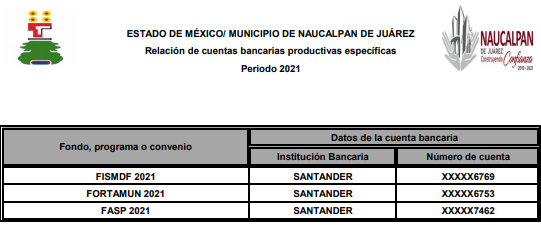 ESTADO DE MÉXICO/ MUNICIPIO DE NAUCALPAN DE JUÁREZ
Relación de cuentas bancarias productivas específicas
Periodo 2021
NAUCALPAN
DE JUÁREZ
Construyendo
Confianza
2019 - 2021
Fondo, programa o convenio
Datos de la cuenta bancaria
Institución Bancaria Número de cuenta
FISMDF 2021 SANTANDER XXXXX6769
FORTAMUN 2021 SANTANDER XXXXX6753
FASP 2021 SANTANDER XXXXX7462